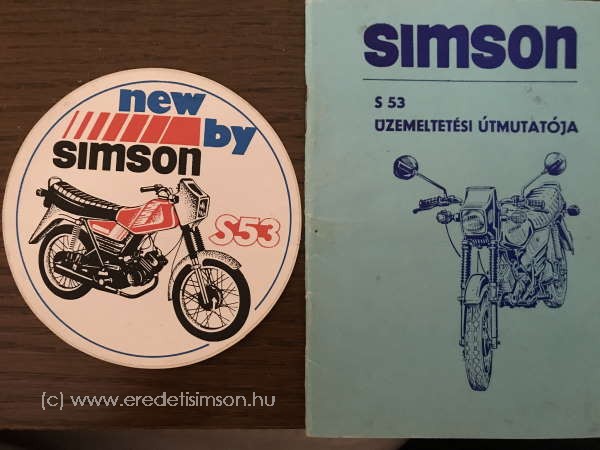 new
by
simson
S53
simson
S 53
ÜZEMELTETÉSI ÚTMUTATÓJA
(c) www.eredetisimson.hu